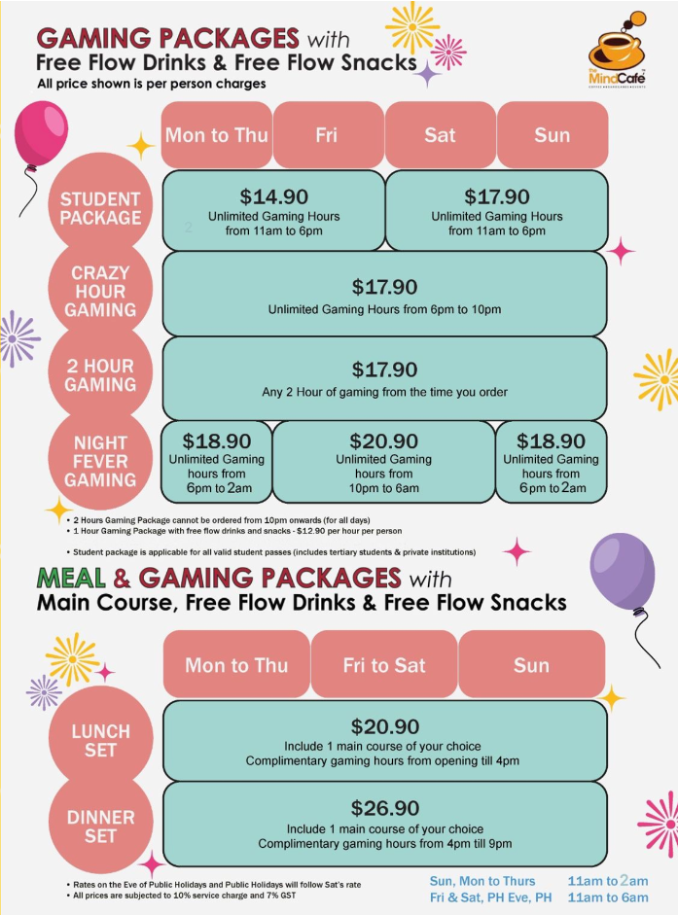 GAMING PACKAGES with
Free Flow Drinks & Free Flow Snacks
All price shown is per person charges
the
MindCafe
Mon to Thu
Fri
Sat
Sun
STUDENT
PACKAGE
$14.90
Unlimited Gaming Hours
from 11am to 6pm
2
$17.90
Unlimited Gaming Hours
from 11am to 6pm
CRAZY
HOUR
GAMING
$17.90
Unlimited Gaming Hours from 6pm to 10pm
2 HOUR
GAMING
$17.90
Any 2 Hour of gaming from the time you order
NIGHT
FEVER
GAMING
$18.90
Unlimited Gaming
hours from
6pm to 2am
$20.90
Unlimited Gaming
hours from
10pm to 6am
$18.90
Unlimited Gaming
hours from
6pm to 2am
• 2 Hours Gaming Package cannot be ordered from 10pm onwards (for all days)
• 1 Hour Gaming Package with free flow drinks and snacks - $12.90 per hour per person
• Student package is applicable for all valid student passes (includes tertiary students & private institutions)
MEAL & GAMING PACKAGES with
Main Course, Free Flow Drinks & Free Flow Snacks
Mon to Thu
Fri to Sat
Sun
LUNCH
SET
$20.90
Include 1 main course of your choice
Complimentary gaming hours from opening till 4pm
DINNER
SET
$26.90
Include 1 main course of your choice
Complimentary gaming hours from 4pm till 9pm
• Rates on the Eve of Public Holidays and Public Holidays will follow Sat's rate
• All prices are subjected to 10% service charge and 7% GST
Sun, Mon to Thurs 11am to 2am
Fri & Sat, PH Eve, PH 11am to 6am